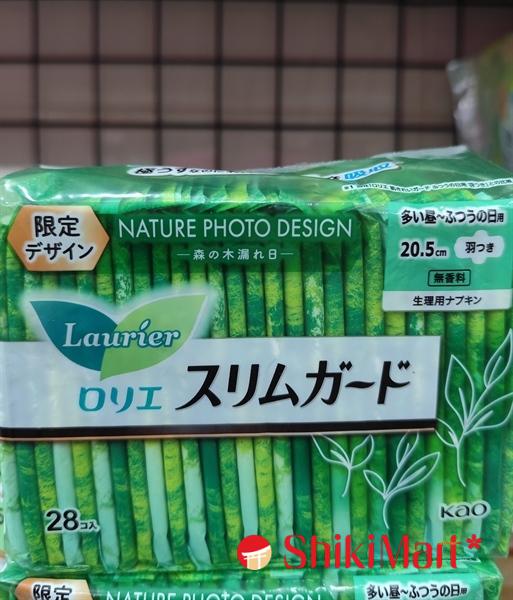 限定
デザイン
NATURE PHOTO DESIGN
森の木漏れ日
多い昼~ふつうの日用
20.5cm
羽つき
無香料
生理用ナプキン
Laurier
ロリエ スリムガード
28コ入
Kao
ShikiMart*
限定
NATURE PHOTO DESIGN
多い昼~ふつうの日用